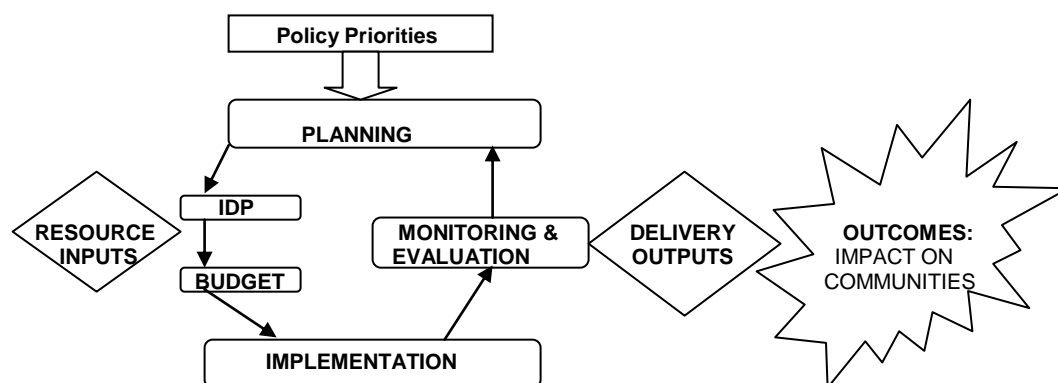 Policy Priorities
PLANNING
IDP
RESOURCE
INPUTS
BUDGET
MONITORING &
EVALUATION
DELIVERY
OUTPUTS
OUTCOMES:
IMPACT ON
COMMUNITIES
IMPLEMENTATION